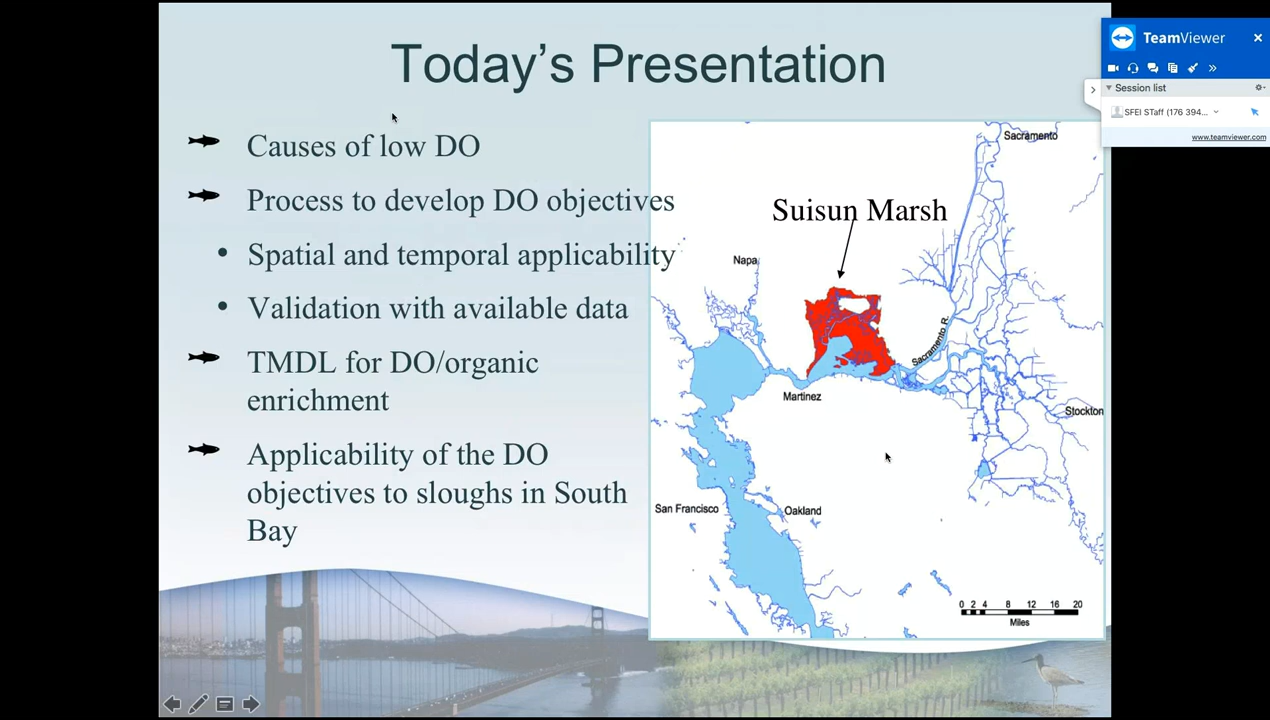 Today's Presentation
Causes of low DO
Process to develop DO objectives
• Spatial and temporal applicability
• Validation with available data
TMDL for DO/organic
enrichment
Applicability of the DO
objectives to sloughs in South
Bay
Sacramento
Suisun Marsh
Napa
Sacramento R.
Martinez
Stockton
San Francisco
Oakland
0 2 4 8 12 16 20
Miles
TeamViewer
Session list
SFEI STaff (176 394...
www.teamviewer.com